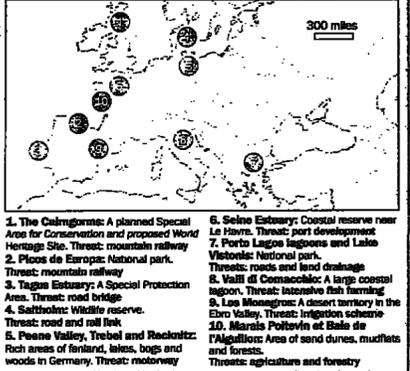 300 miles
1. The Cairngorms: A planned Special
Area for Conservation and proposed World
Heritage Site. Threat: mountain railway
2. Picos de Europa: National park.
Threat: mountain railway
3. Tagus Estuary: A Special Protection
Area. Threat: road bridge
4. Saltholm: Wildlife reserve.
Threat: road and rail link
5. Peene Valley, Trebel and Recknitz:
Rich areas of fenland, lakes, bogs and
woods in Germany. Threat: motorway
6. Seine Estuary: Coastal reserve near
Le Havre. Threat: port development
7. Porto Lagos lagoons and Lake
Vistonis: National park.
Threats: roads and land drainage
8. Valli di Comacchio: A large coastal
lagoon. Threat: intensive fish farming
9. Los Monegros: A desert territory in the
Ebro Valley. Threat: irrigation scheme
10. Marais Poitevin et Baie de
l'Aiguillon: Area of sand dunes, mudflats
and forests.
Threats: agriculture and forestry